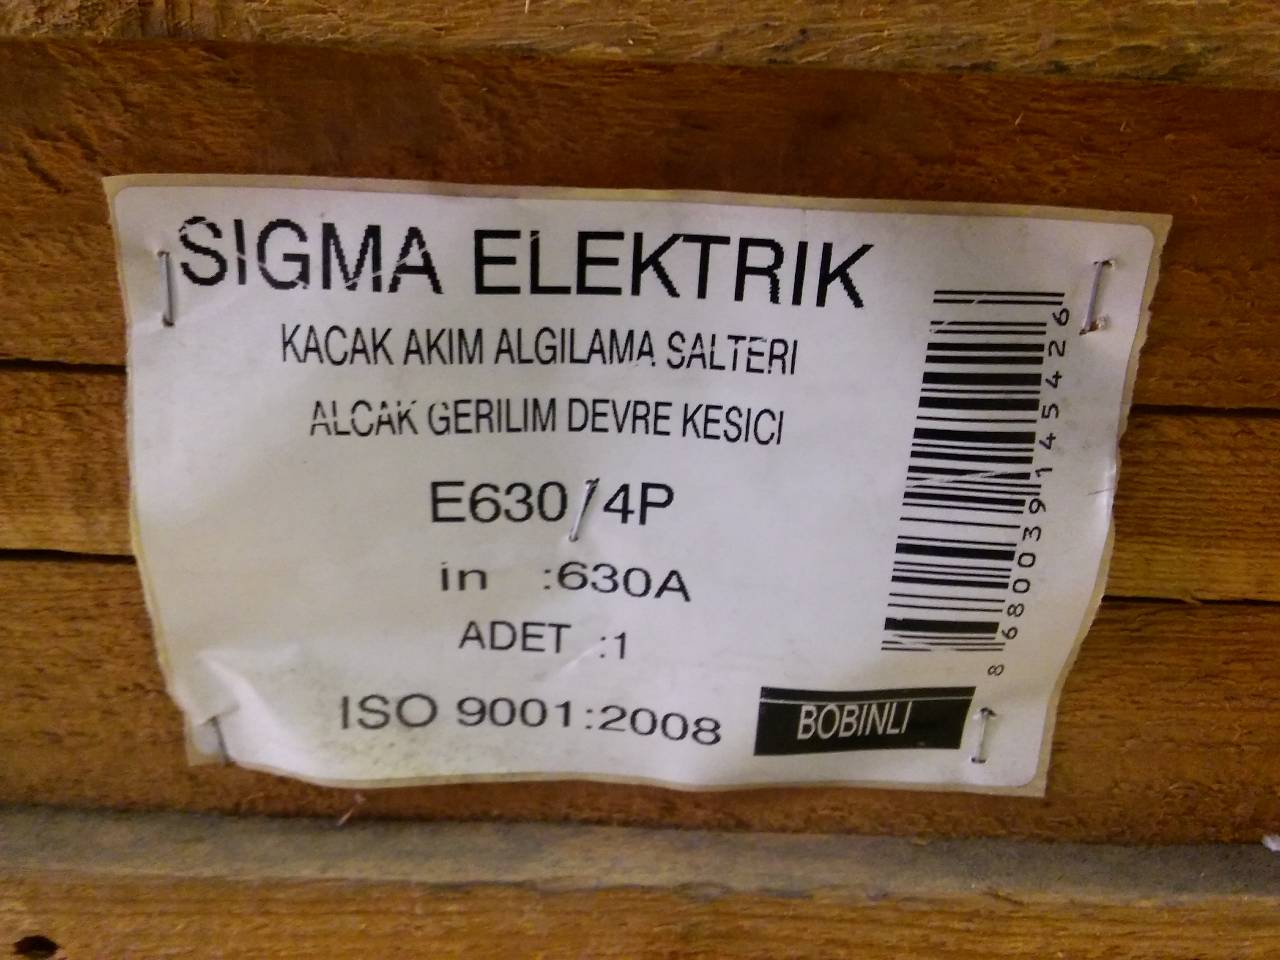 SIGMA ELEKTRIK
KACAK AKIM ALGILAMA SALTERI
ALCAK GERILIM DEVRE KESICI
E630/4P
in :630A
ADET :1
ISO 9001:2008
BOBINLI
8680039145426